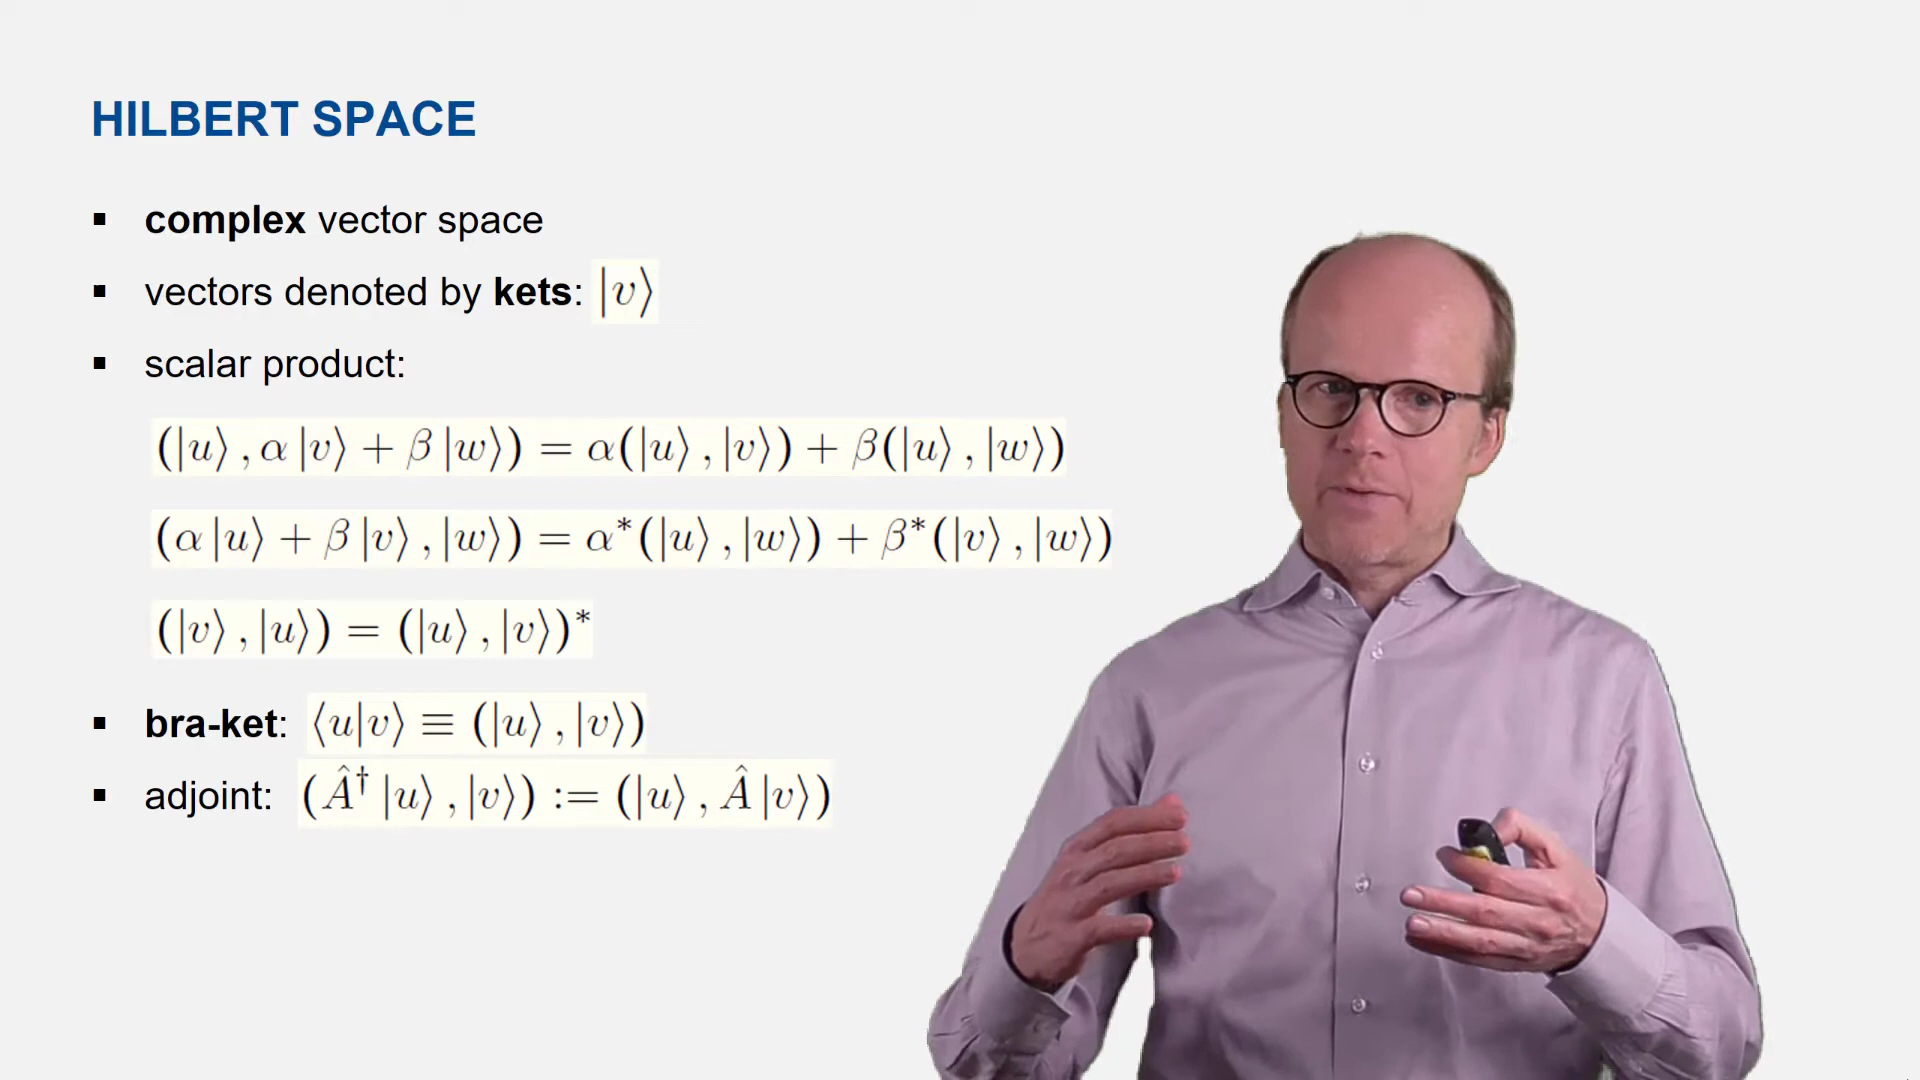 HILBERT SPACE
▪ complex vector space
▪ vectors denoted by kets: |v⟩
▪ scalar product:
(|u⟩ , α |v⟩ + β |w⟩) = α(|u⟩ , |v⟩) + β(|u⟩ , |w⟩)
(α |u⟩ + β |v⟩ , |w⟩) = α*(|u⟩ , |w⟩) + β*(|v⟩ , |w⟩)
(|v⟩ , |u⟩) = (|u⟩ , |v⟩)*
▪ bra-ket: ⟨u|v⟩ ≡ (|u⟩ , |v⟩)
▪ adjoint: (Â† |u⟩ , |v⟩) := (|u⟩ , Â |v⟩)